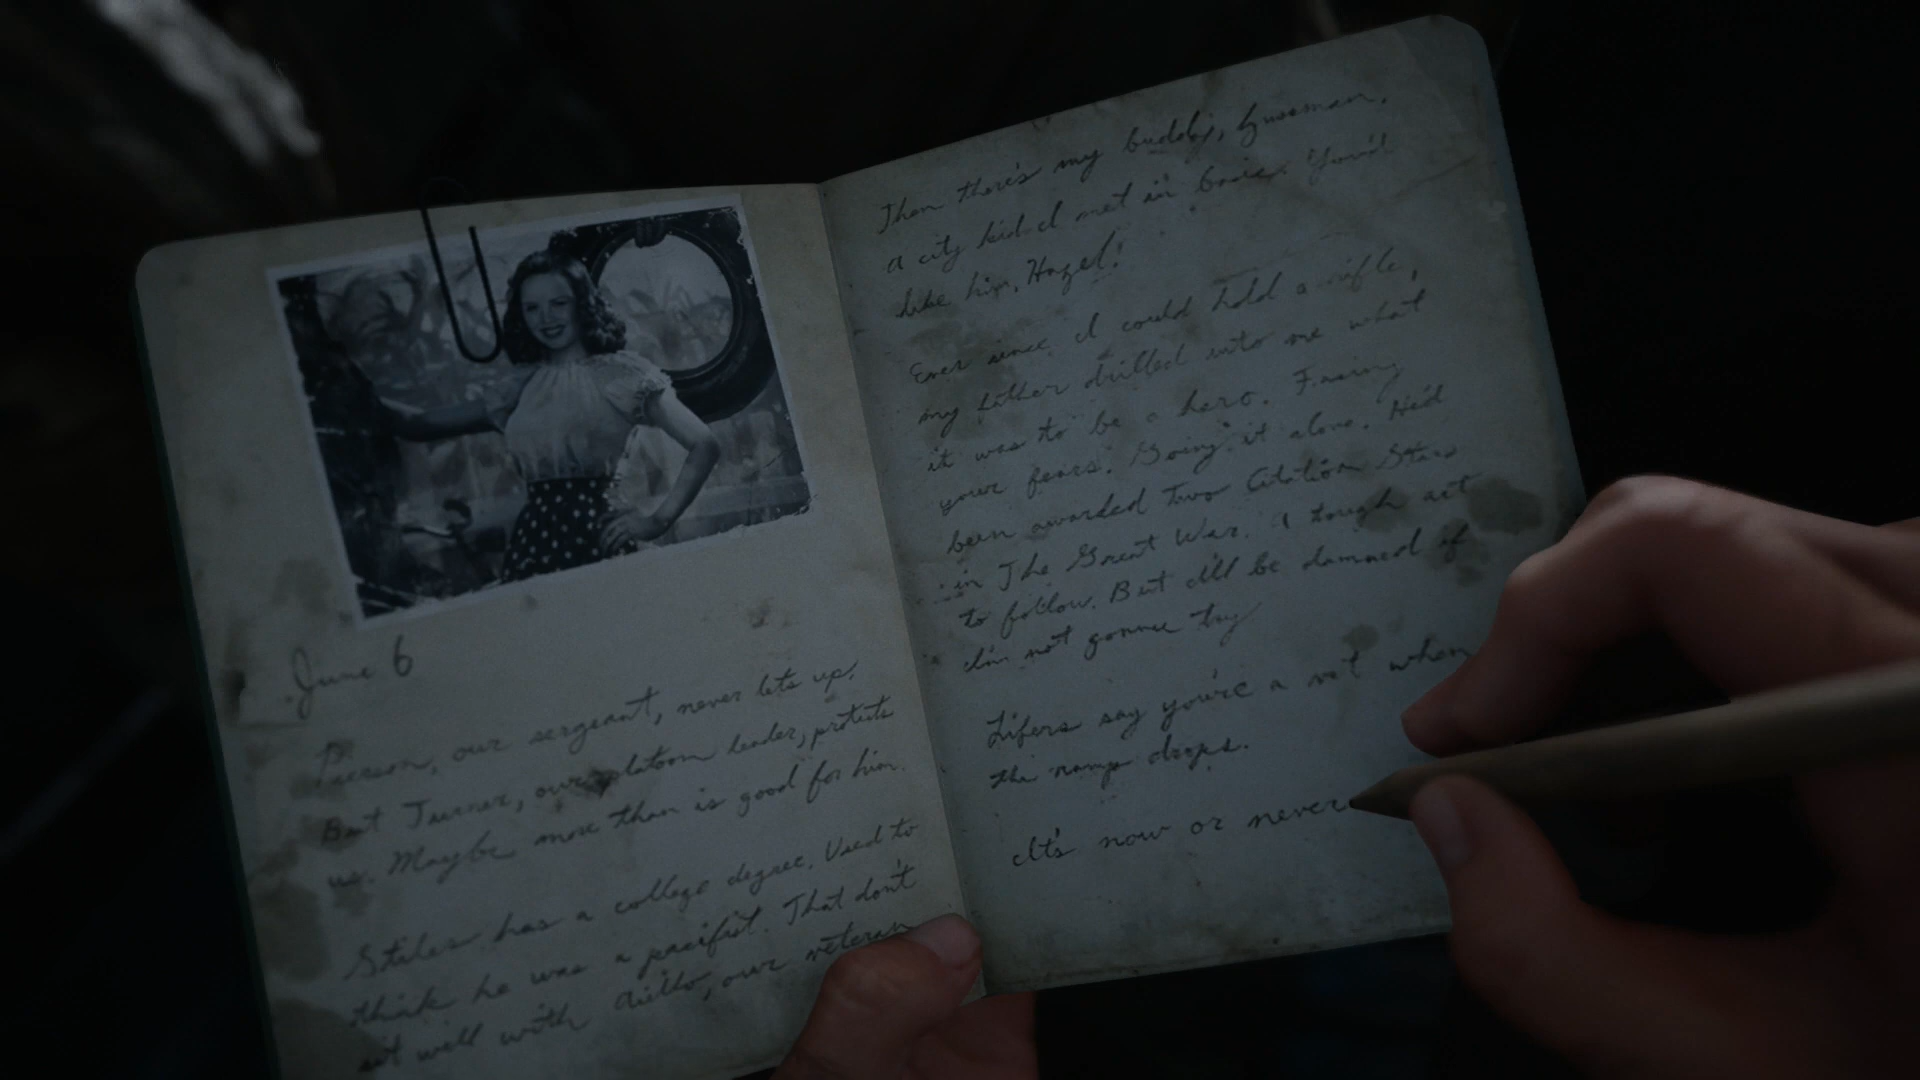 June 6
Pierson, our sergeant, never lets up.
But Turner, our platoon leader, protects
us. Maybe more than is good for him.
Stiles has a college degree. Used to
think he was a pacifist. That don't
sit well with Aiello, our veteran
Then there's my buddy, Zussman,
a city kid I met in basic. You'd
like him, Hazel!
Ever since I could hold a rifle,
my father drilled into me what
it was to be a hero. Facing
your fears. Going it alone. He'd
been awarded two Citation Stars
in The Great War. A tough act
to follow. But I'll be damned if
I'm not gonna try
Lifers say you're a vet when
the ramp drops.
It's now or never